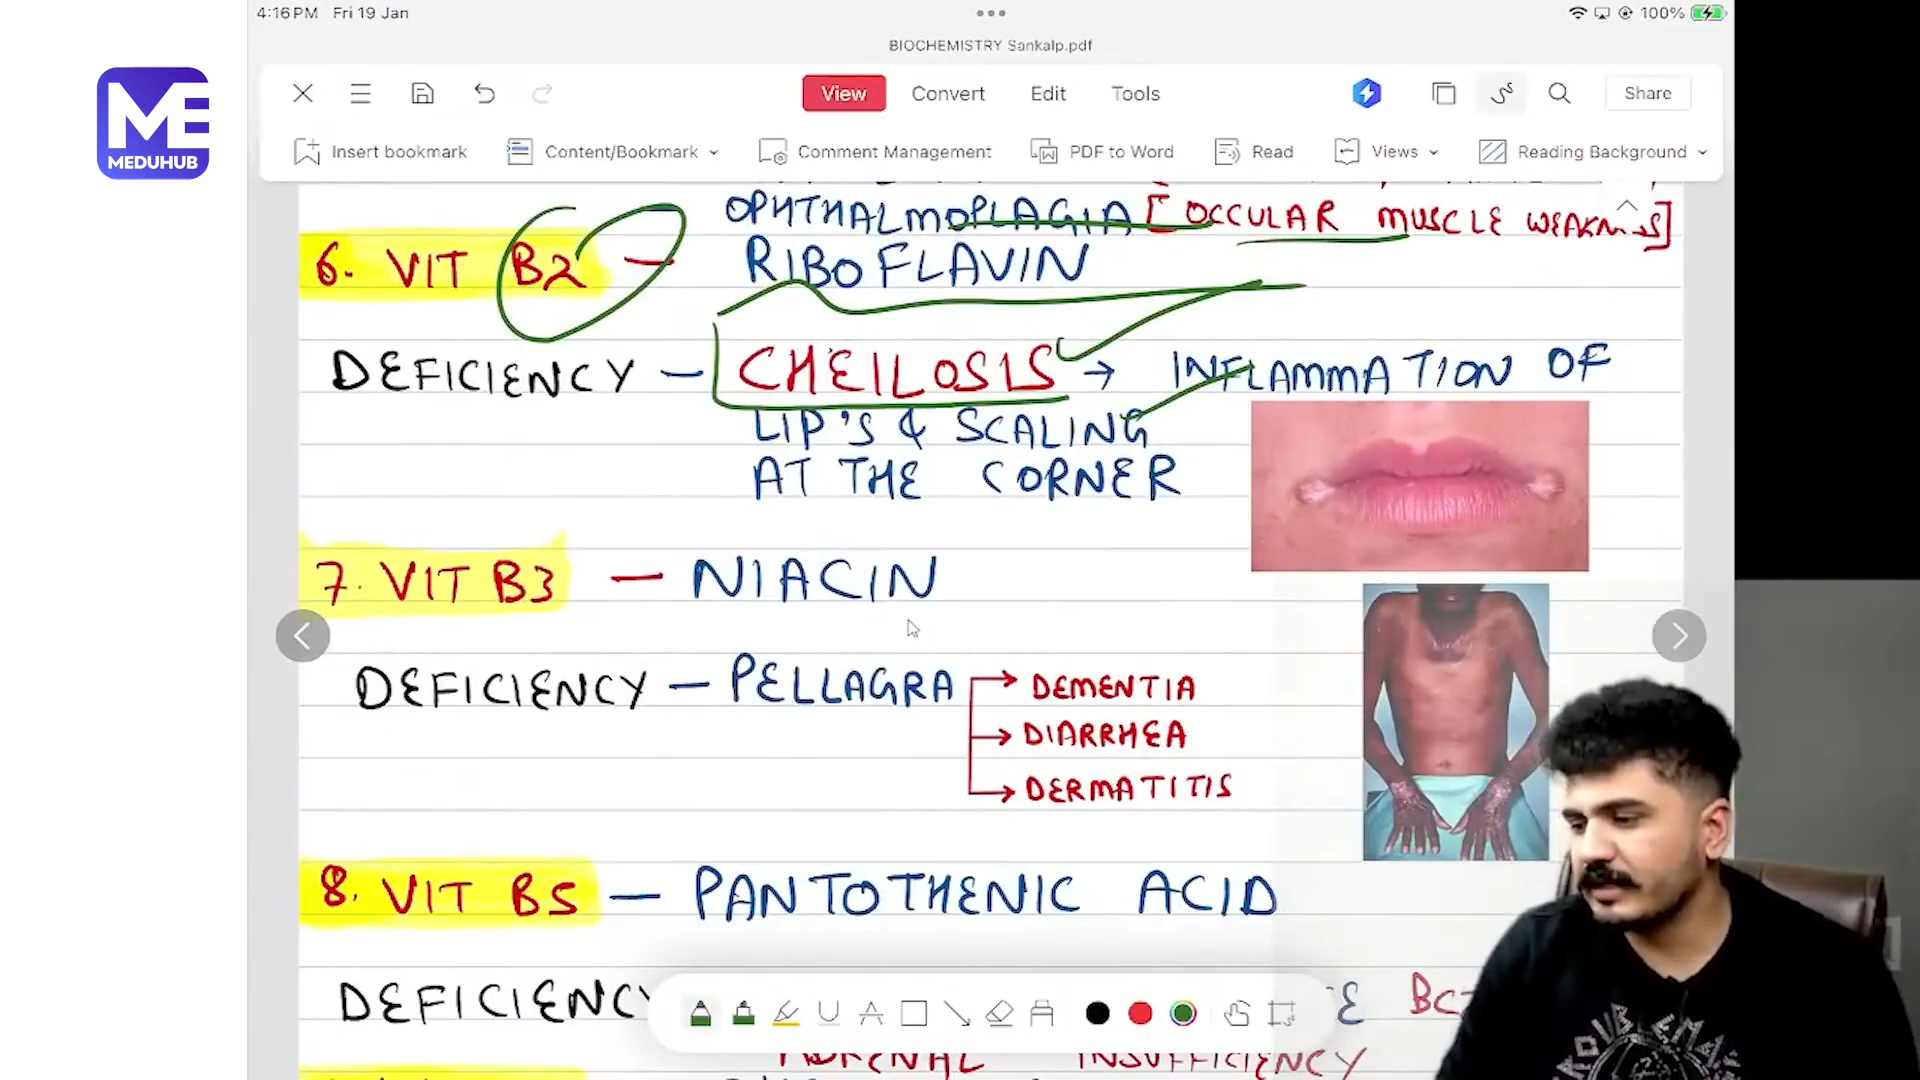 4:16 PM Fri 19 Jan
100%
BIOCHEMISTRY Sankalp.pdf
ME
MEDUHUB
View Convert Edit Tools
Share
Insert bookmark Content/Bookmark Comment Management PDF to Word Read Views Reading Background
OPHTHALMOPLAGIA [OCCULAR MUSCLE WEAKNESS]
6. VIT B2 - RIBOFLAVIN
DEFICIENCY - CHEILOSIS → INFLAMMATION OF
LIP'S & SCALING
AT THE CORNER
7. VIT B3 - NIACIN
DEFICIENCY - PELLAGRA → DEMENTIA
→ DIARRHEA
→ DERMATITIS
8. VIT B5 - PANTOTHENIC ACID
DEFICIENCY
ADRENAL INSUFFICIENCY